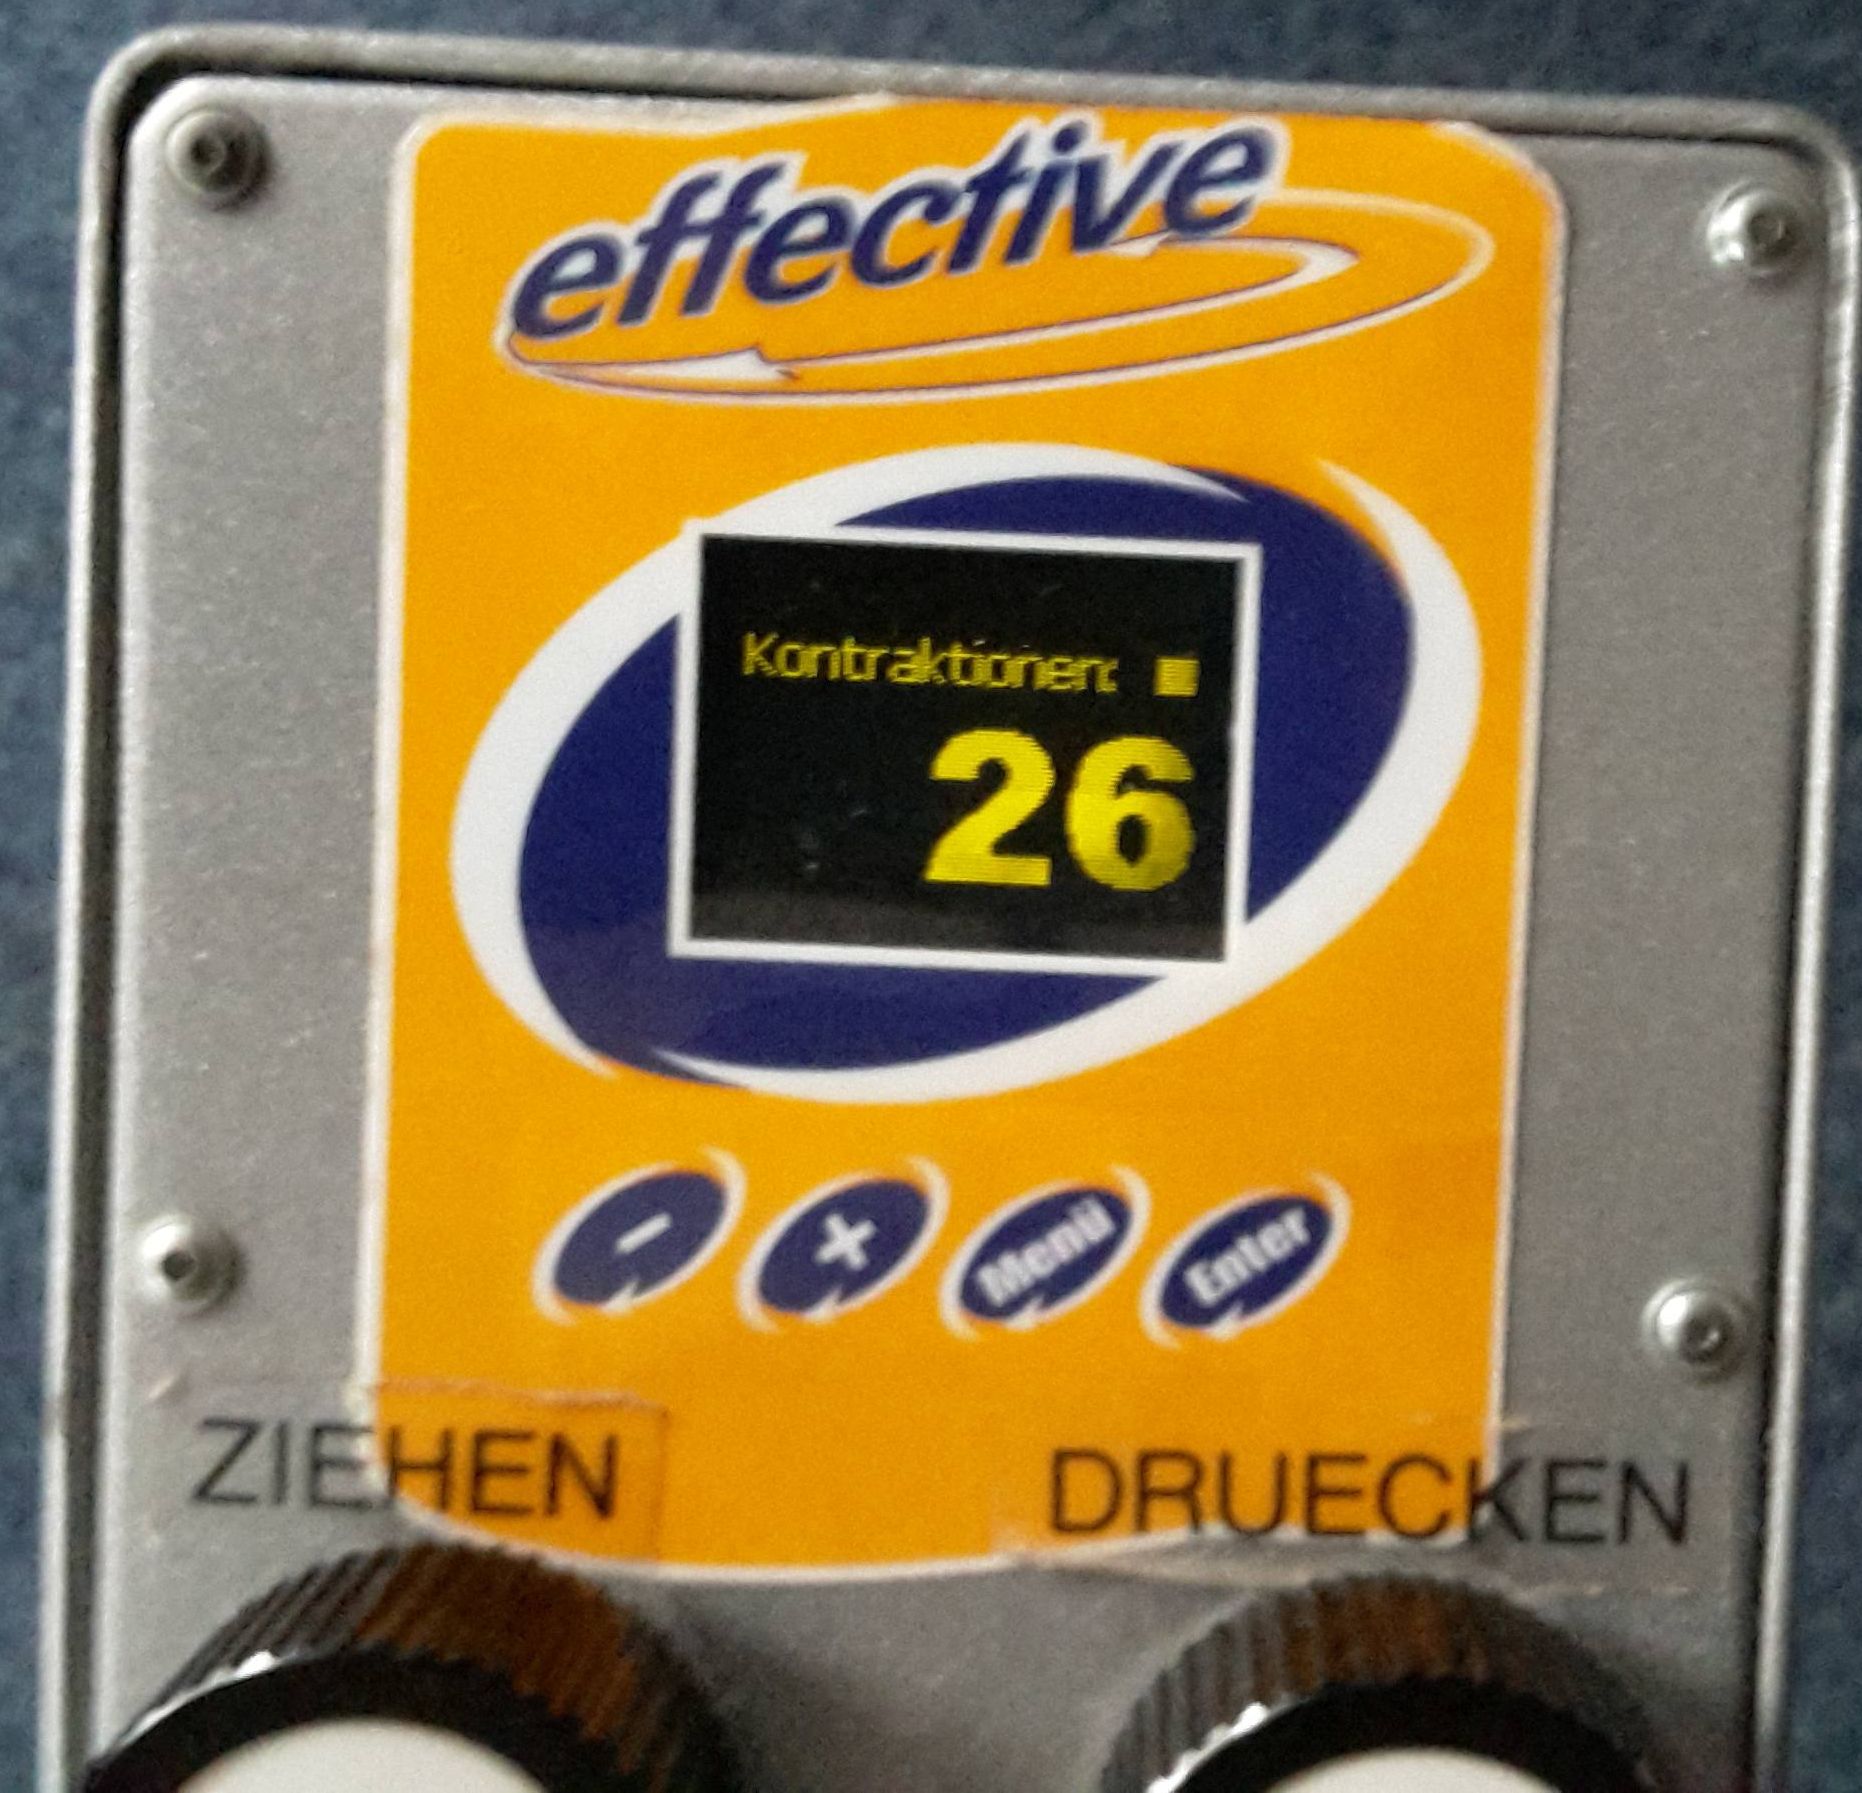 effective
Kontraktionen:
26
- + Menü Enter
ZIEHEN DRUECKEN